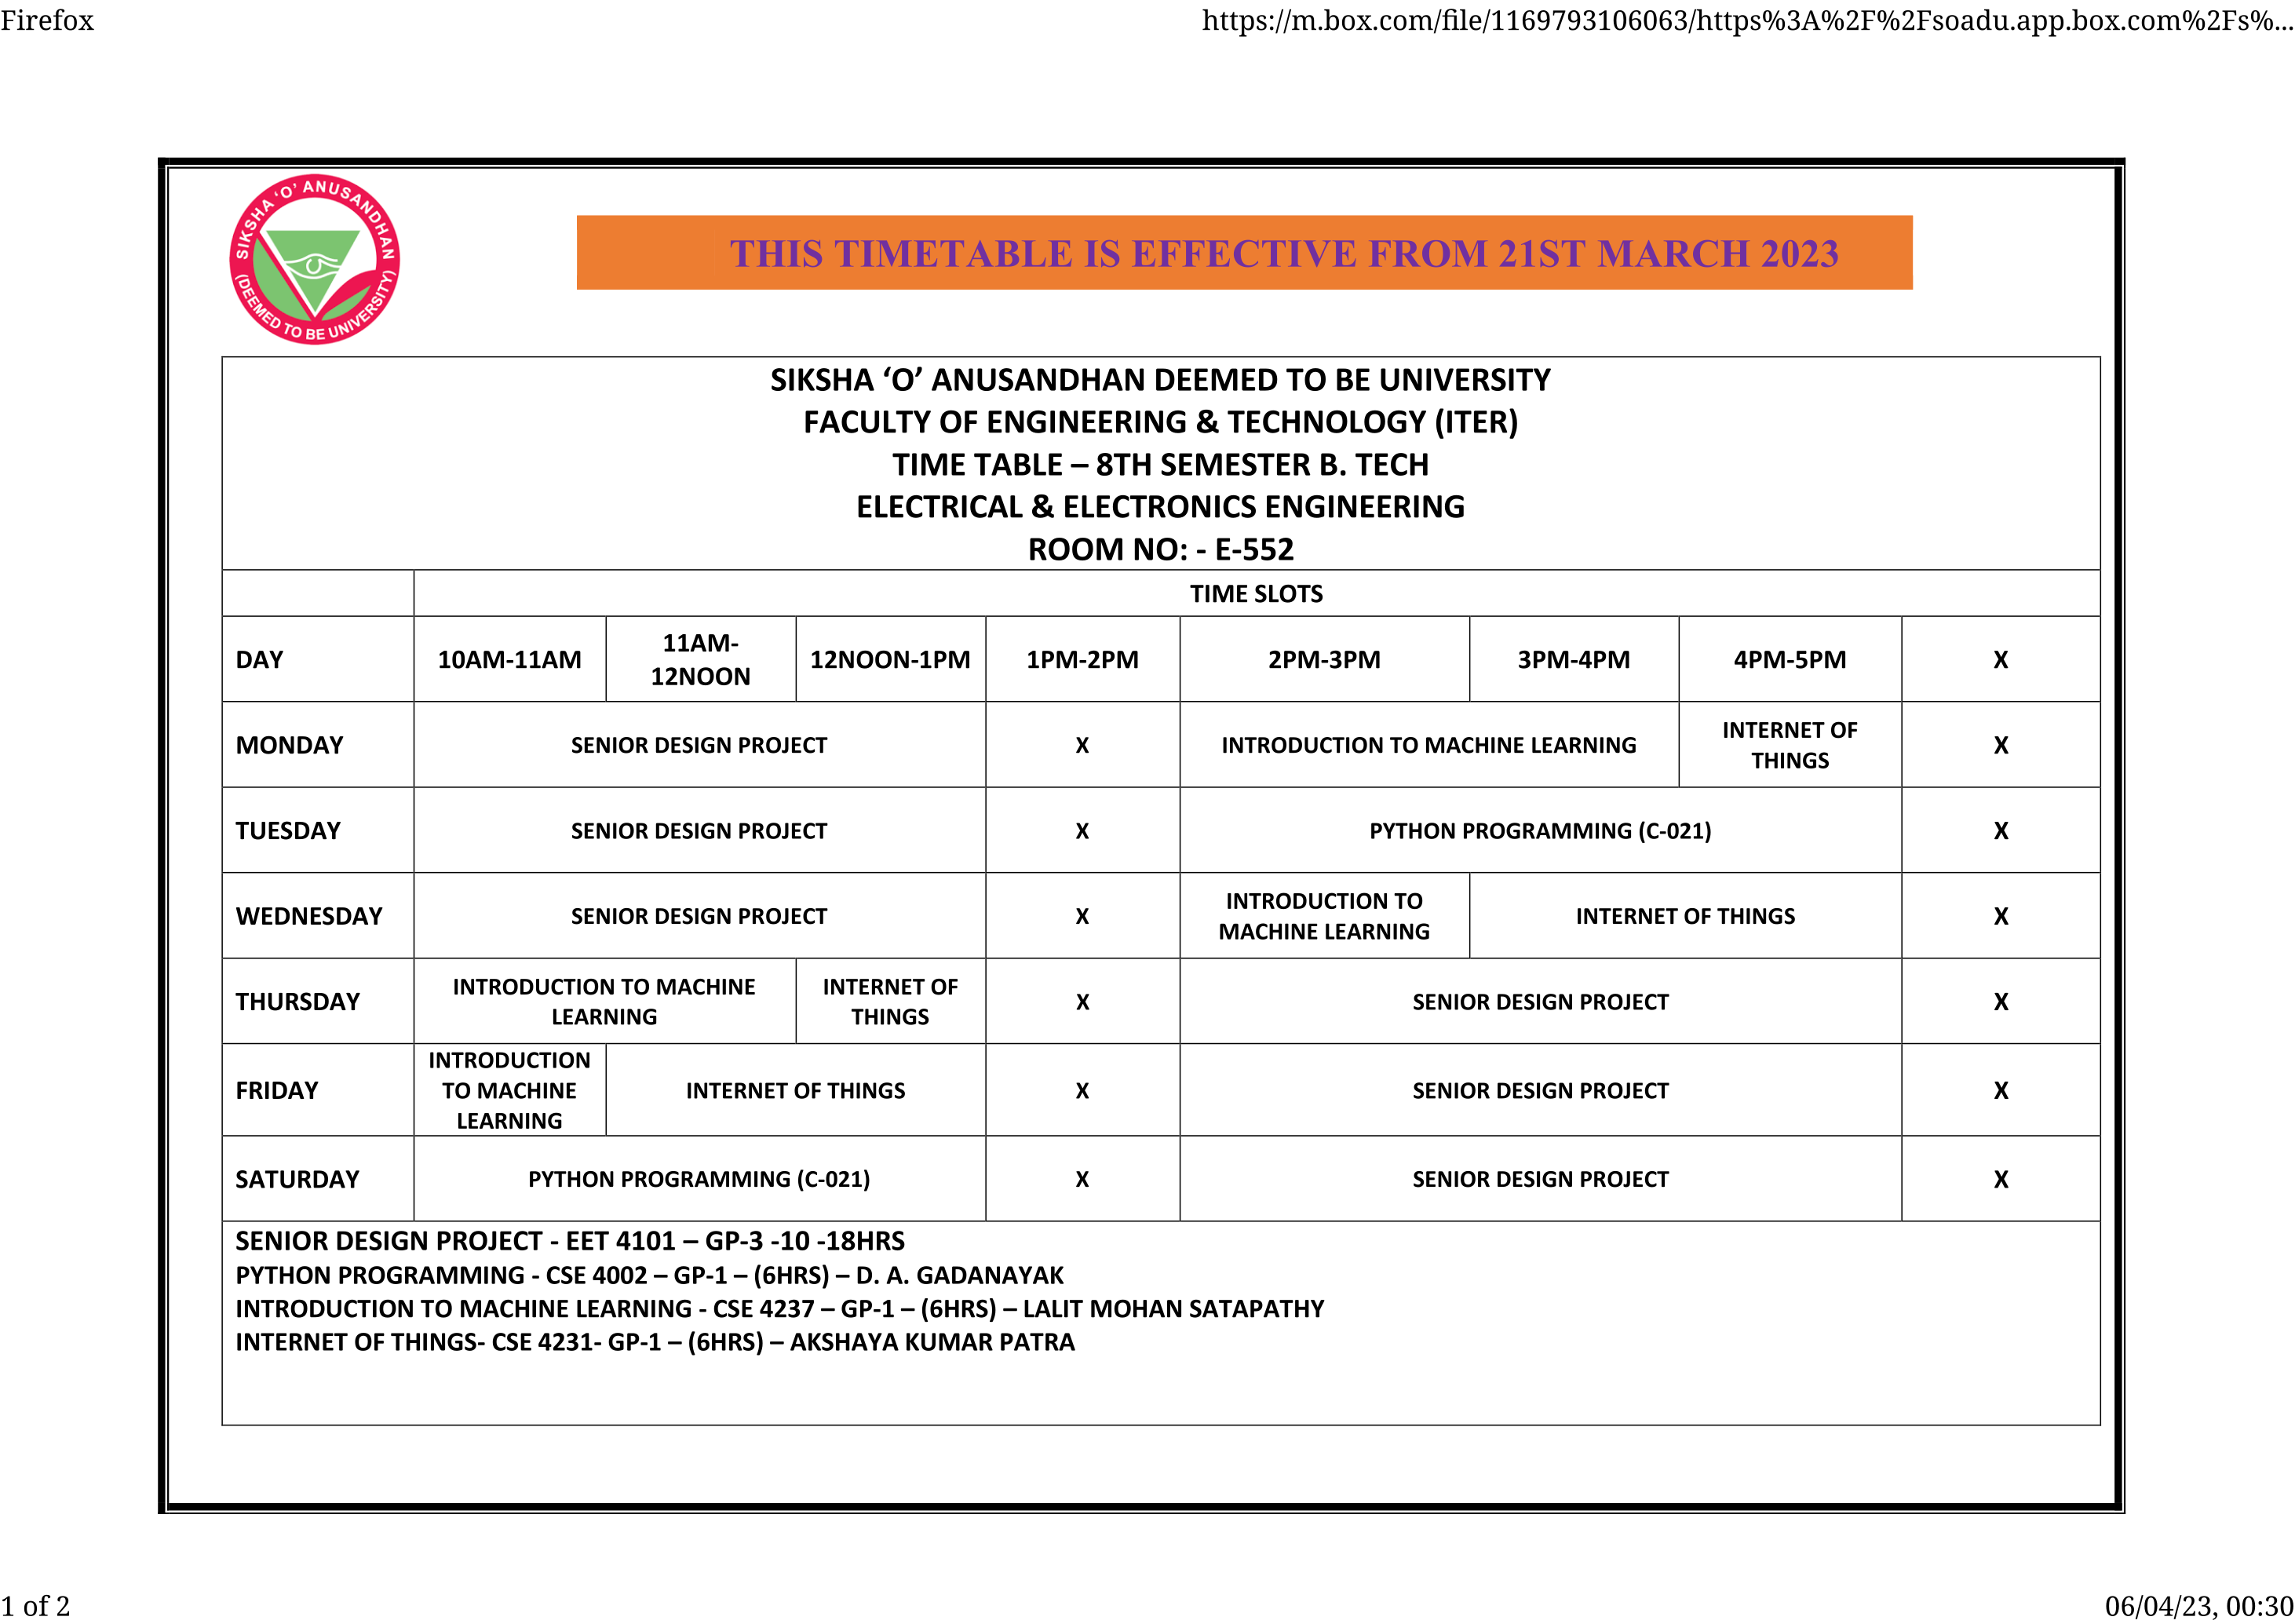 Firefox
https://m.box.com/file/1169793106063/https%3A%2F%2Fsoadu.app.box.com%2Fs%...
SIKSHA ‘O’ ANUSANDHAN
(DEEMED TO BE UNIVERSITY)
THIS TIMETABLE IS EFFECTIVE FROM 21ST MARCH 2023
SIKSHA ‘O’ ANUSANDHAN DEEMED TO BE UNIVERSITY
FACULTY OF ENGINEERING & TECHNOLOGY (ITER)
TIME TABLE – 8TH SEMESTER B. TECH
ELECTRICAL & ELECTRONICS ENGINEERING
ROOM NO: - E-552
TIME SLOTS
DAY 10AM-11AM 11AM-12NOON 12NOON-1PM 1PM-2PM 2PM-3PM 3PM-4PM 4PM-5PM X
MONDAY SENIOR DESIGN PROJECT X INTRODUCTION TO MACHINE LEARNING INTERNET OF THINGS X
TUESDAY SENIOR DESIGN PROJECT X PYTHON PROGRAMMING (C-021) X
WEDNESDAY SENIOR DESIGN PROJECT X INTRODUCTION TO MACHINE LEARNING INTERNET OF THINGS X
THURSDAY INTRODUCTION TO MACHINE LEARNING INTERNET OF THINGS X SENIOR DESIGN PROJECT X
FRIDAY INTRODUCTION TO MACHINE LEARNING INTERNET OF THINGS X SENIOR DESIGN PROJECT X
SATURDAY PYTHON PROGRAMMING (C-021) X SENIOR DESIGN PROJECT X
SENIOR DESIGN PROJECT - EET 4101 – GP-3 -10 -18HRS
PYTHON PROGRAMMING - CSE 4002 – GP-1 – (6HRS) – D. A. GADANAYAK
INTRODUCTION TO MACHINE LEARNING - CSE 4237 – GP-1 – (6HRS) – LALIT MOHAN SATAPATHY
INTERNET OF THINGS- CSE 4231- GP-1 – (6HRS) – AKSHAYA KUMAR PATRA
1 of 2
06/04/23, 00:30